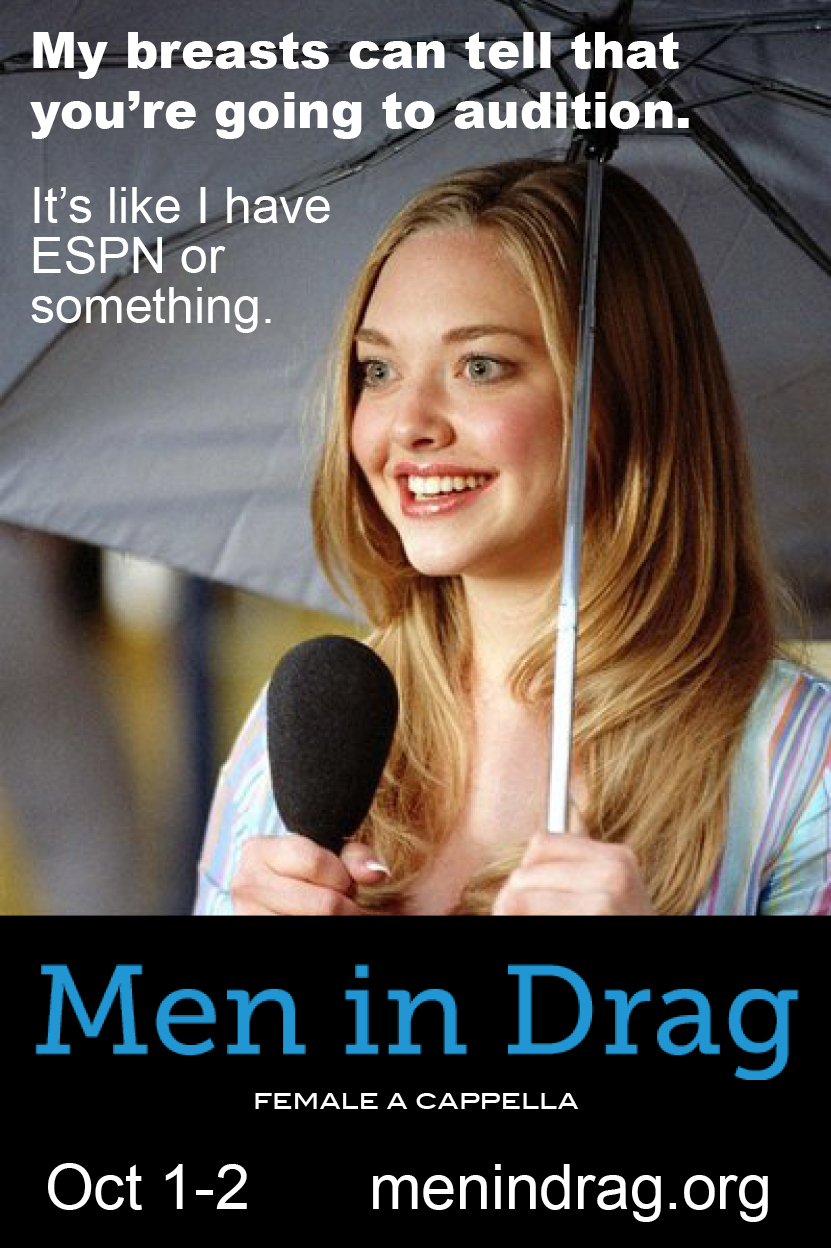 My breasts can tell that
you’re going to audition.
It’s like I have
ESPN or
something.
Men in Drag
FEMALE A CAPPELLA
Oct 1-2 menindrag.org